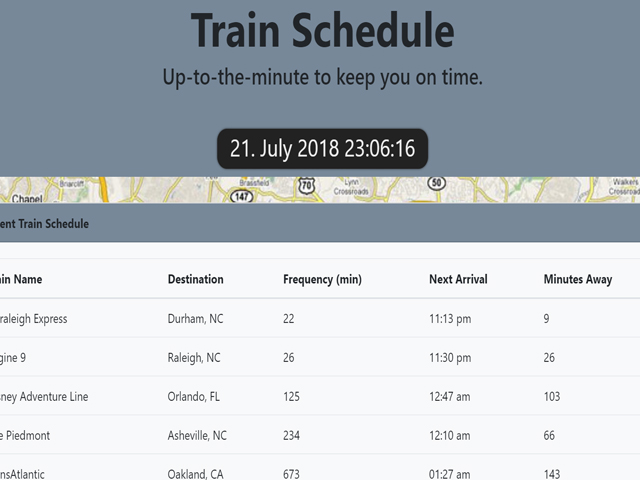 Train Schedule
Up-to-the-minute to keep you on time.
21. July 2018 23:06:16
Briarcliff Brassfield 70 Lynn Crossroads 50 Walkers Crossroads
Chapel 147
ent Train Schedule
in Name Destination Frequency (min) Next Arrival Minutes Away
raleigh Express Durham, NC 22 11:13 pm 9
gine 9 Raleigh, NC 26 11:30 pm 26
ney Adventure Line Orlando, FL 125 12:47 am 103
e Piedmont Asheville, NC 234 12:10 am 66
nsAtlantic Oakland, CA 673 01:27 am 143